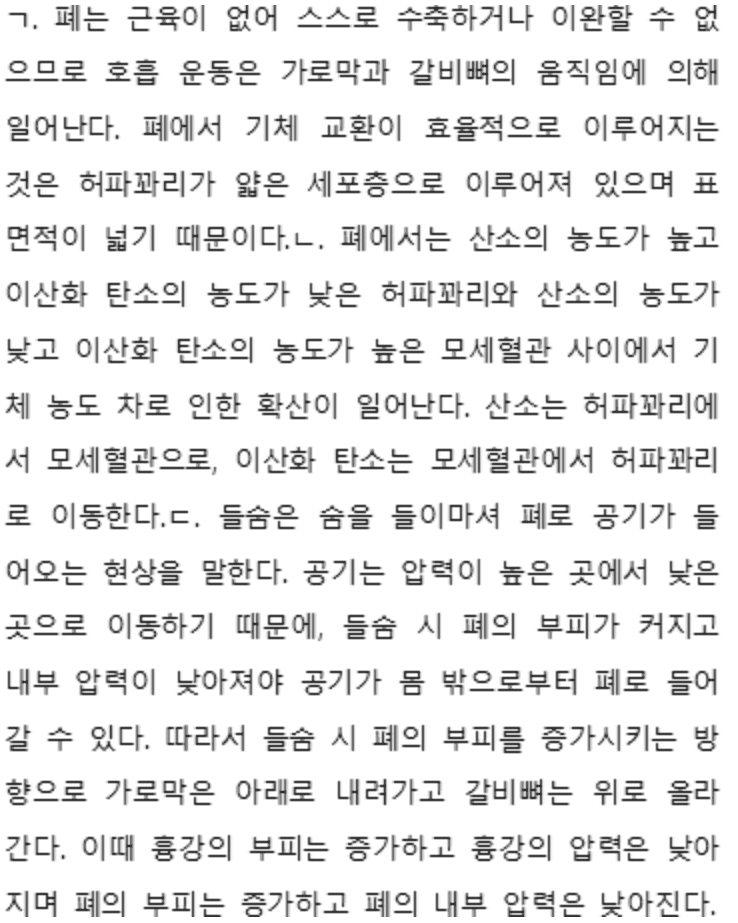 ㄱ. 폐는 근육이 없어 스스로 수축하거나 이완할 수 없
으므로 호흡 운동은 가로막과 갈비뼈의 움직임에 의해
일어난다. 폐에서 기체 교환이 효율적으로 이루어지는
것은 허파꽈리가 얇은 세포층으로 이루어져 있으며 표
면적이 넓기 때문이다.ㄴ. 폐에서는 산소의 농도가 높고
이산화 탄소의 농도가 낮은 허파꽈리와 산소의 농도가
낮고 이산화 탄소의 농도가 높은 모세혈관 사이에서 기
체 농도 차로 인한 확산이 일어난다. 산소는 허파꽈리에
서 모세혈관으로, 이산화 탄소는 모세혈관에서 허파꽈리
로 이동한다.ㄷ. 들숨은 숨을 들이마셔 폐로 공기가 들
어오는 현상을 말한다. 공기는 압력이 높은 곳에서 낮은
곳으로 이동하기 때문에, 들숨 시 폐의 부피가 커지고
내부 압력이 낮아져야 공기가 몸 밖으로부터 폐로 들어
갈 수 있다. 따라서 들숨 시 폐의 부피를 증가시키는 방
향으로 가로막은 아래로 내려가고 갈비뼈는 위로 올라
간다. 이때 흉강의 부피는 증가하고 흉강의 압력은 낮아
지며 폐의 부피는 증가하고 폐의 내부 압력은 낮아진다.